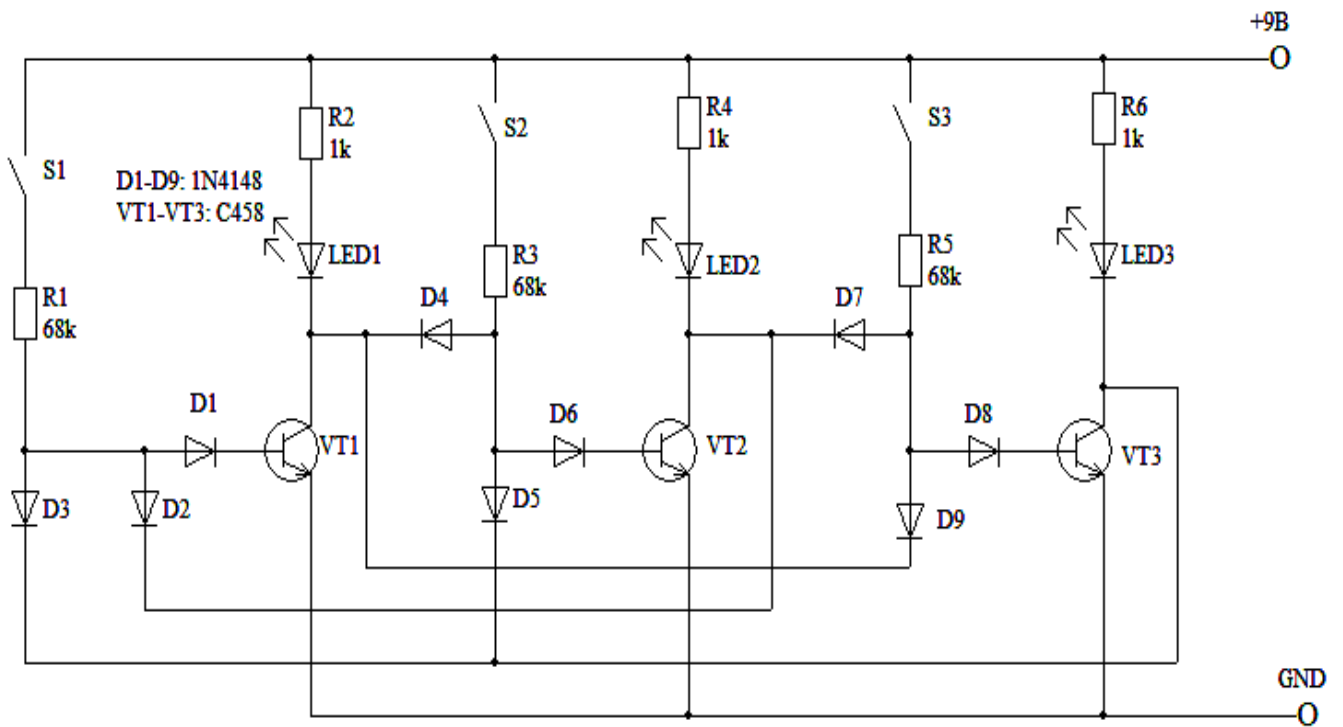 +9В
R2
1k
S2
R4
1k
S3
R6
1k
S1
D1-D9: 1N4148
VT1-VT3: C458
LED1
R3
68k
LED2
R5
68k
LED3
R1
68k
D4
D7
D1
VT1
D6
VT2
D8
VT3
D3
D2
D5
D9
GND